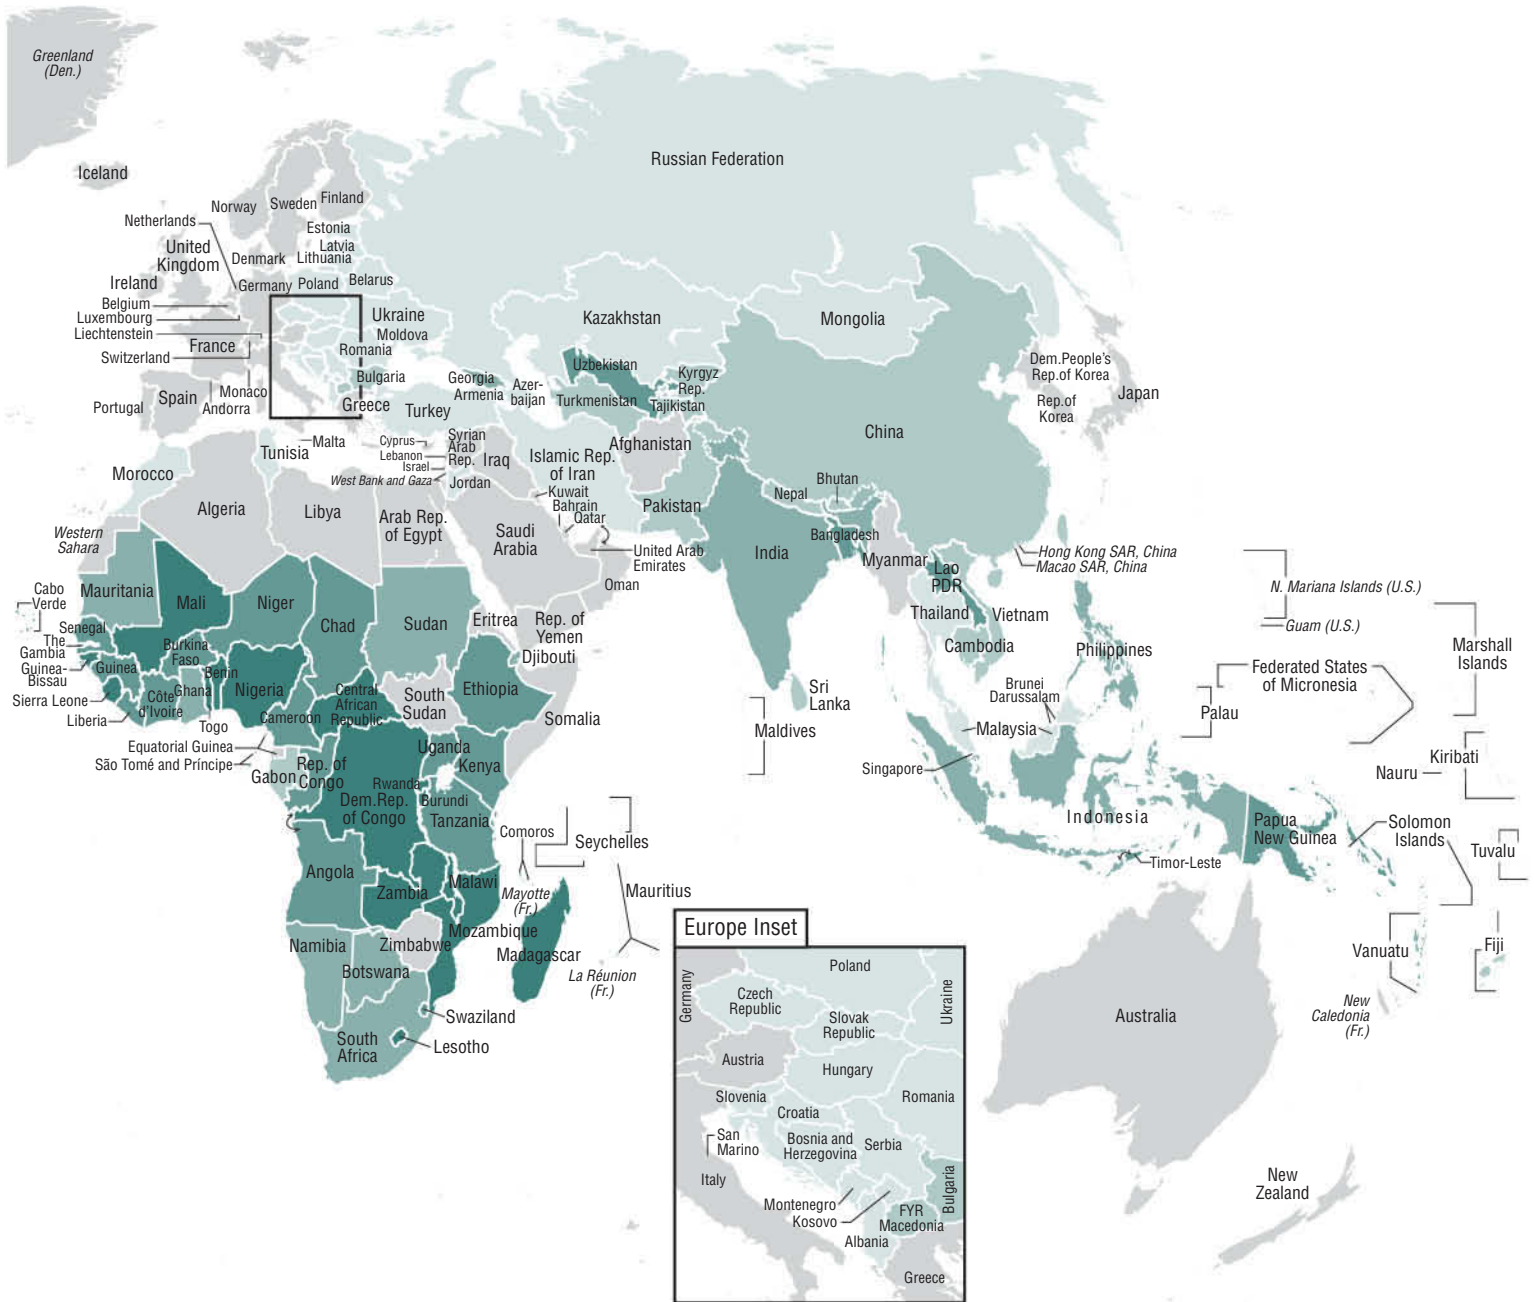 Greenland
(Den.)
Iceland
Russian Federation
Norway
Sweden
Finland
Netherlands
Estonia
United
Kingdom
Latvia
Lithuania
Denmark
Ireland
Germany
Poland
Belarus
Belgium
Luxembourg
Ukraine
Liechtenstein
Moldova
France
Switzerland
Romania
Kazakhstan
Mongolia
Monaco
Bulgaria
Spain
Andorra
Portugal
Greece
Georgia
Armenia
Azer-
baijan
Turkey
Uzbekistan
Kyrgyz
Rep.
Turkmenistan
Tajikistan
Dem.People's
Rep.of Korea
Rep.of
Korea
Japan
China
Malta
Tunisia
Cyprus
Lebanon
Israel
West Bank and Gaza
Syrian
Arab
Rep.
Iraq
Jordan
Islamic Rep.
of Iran
Afghanistan
Kuwait
Bahrain
Qatar
Pakistan
Nepal
Bhutan
Morocco
Algeria
Libya
Arab Rep.
of Egypt
Saudi
Arabia
United Arab
Emirates
Oman
India
Bangladesh
Myanmar
Lao
PDR
Hong Kong SAR, China
Macao SAR, China
Western
Sahara
Cabo
Verde
Mauritania
Mali
Niger
Chad
Sudan
Eritrea
Rep. of
Yemen
Djibouti
Thailand
Vietnam
Cambodia
Philippines
N. Mariana Islands (U.S.)
Guam (U.S.)
Marshall
Islands
Federated States
of Micronesia
Palau
Senegal
The
Gambia
Guinea-
Bissau
Guinea
Burkina
Faso
Benin
Sierra Leone
Liberia
Côte
d'Ivoire
Ghana
Togo
Nigeria
Cameroon
Central
African
Republic
South
Sudan
Ethiopia
Somalia
Sri
Lanka
Maldives
Brunei
Darussalam
Malaysia
Singapore
Indonesia
Kiribati
Nauru
Equatorial Guinea
São Tomé and Príncipe
Gabon
Rep. of
Congo
Uganda
Kenya
Rwanda
Dem.Rep.
of Congo
Burundi
Tanzania
Comoros
Seychelles
Papua
New Guinea
Solomon
Islands
Tuvalu
Timor-Leste
Angola
Zambia
Malawi
Mayotte
(Fr.)
Mauritius
Mozambique
Zimbabwe
Madagascar
La Réunion
(Fr.)
Namibia
Botswana
Swaziland
South
Africa
Lesotho
Vanuatu
Fiji
New
Caledonia
(Fr.)
Australia
New
Zealand
Europe Inset
Germany
Poland
Czech
Republic
Ukraine
Slovak
Republic
Austria
Hungary
Slovenia
Romania
Croatia
San
Marino
Bosnia and
Herzegovina
Serbia
Italy
Montenegro
Kosovo
Bulgaria
FYR
Macedonia
Albania
Greece